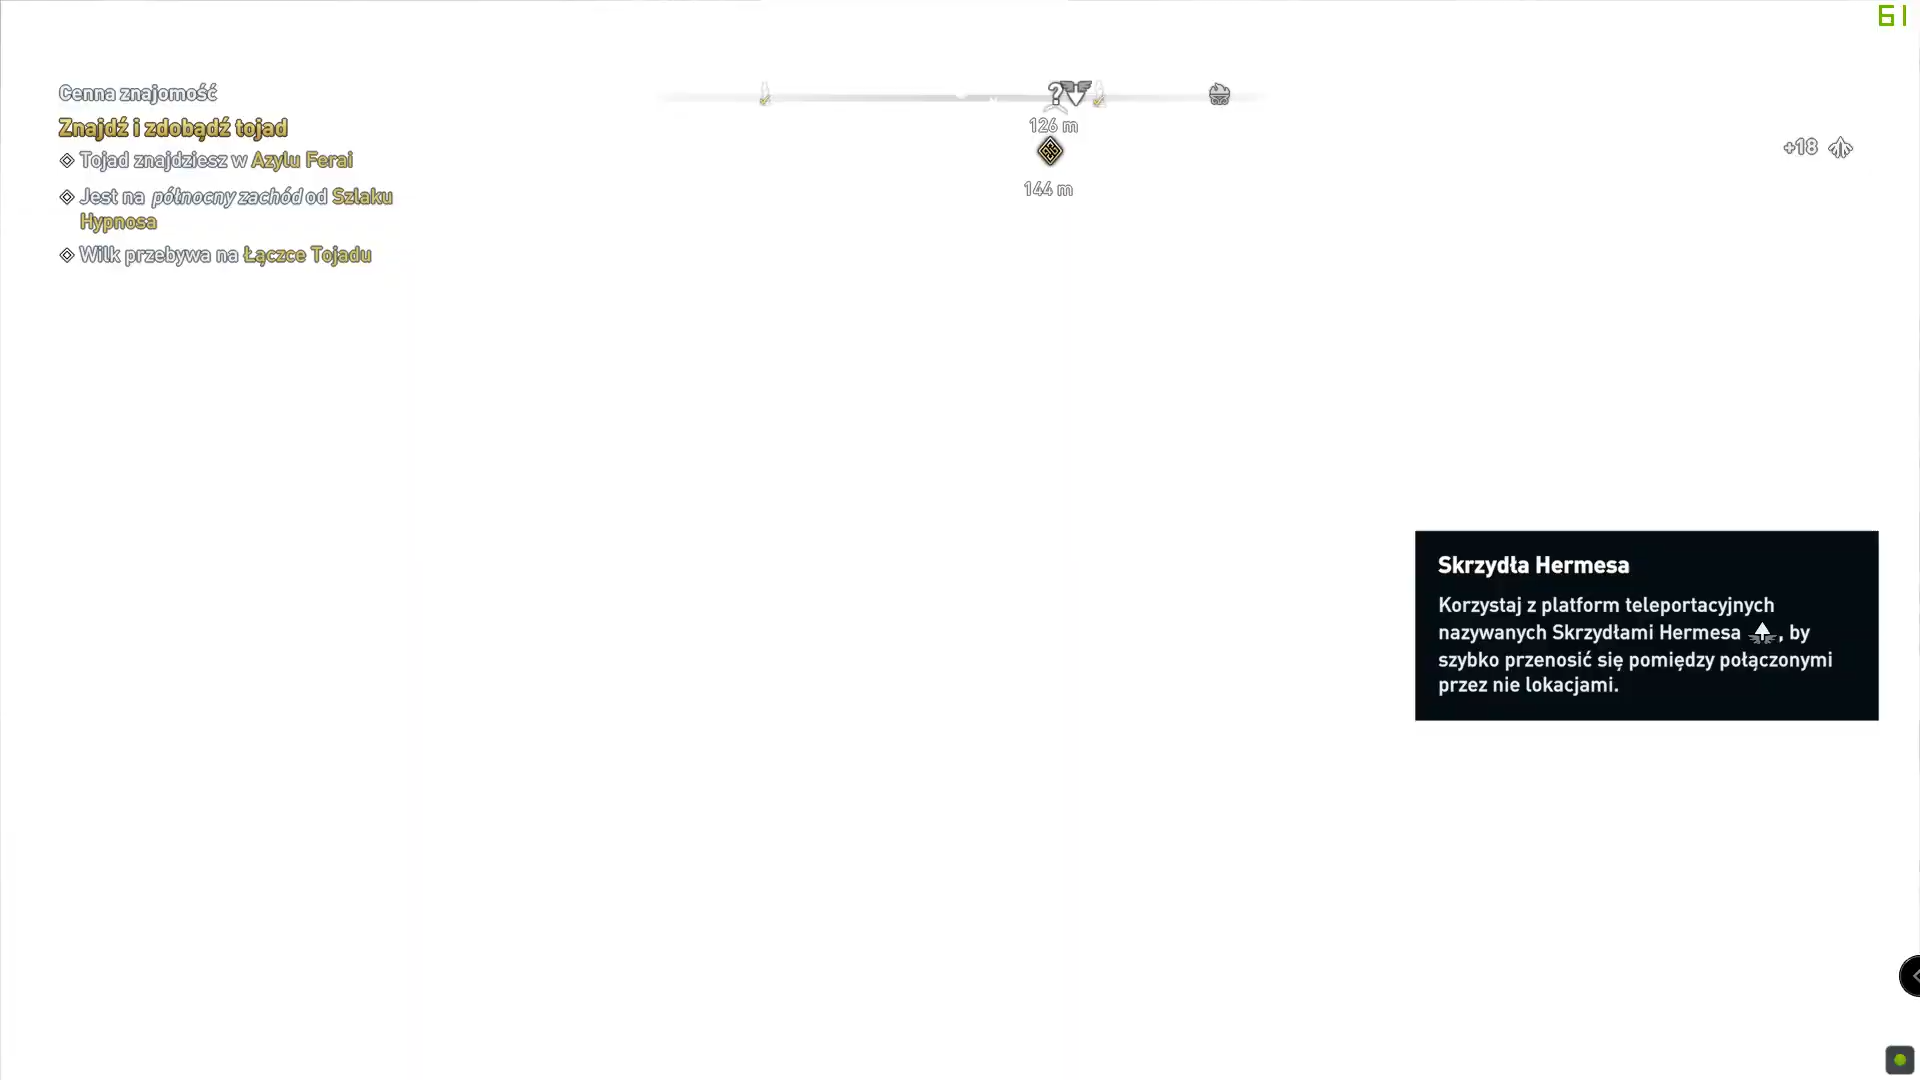 61
Cenna znajomość
Znajdź i zdobądź tojad
Tojad znajdziesz w Azylu Ferai
Jest na północny zachód od Szlaku
Hypnosa
Wilk przebywa na Łączce Tojadu
126 m
144 m
+18
Skrzydła Hermesa
Korzystaj z platform teleportacyjnych
nazywanych Skrzydłami Hermesa , by
szybko przenosić się pomiędzy połączonymi
przez nie lokacjami.